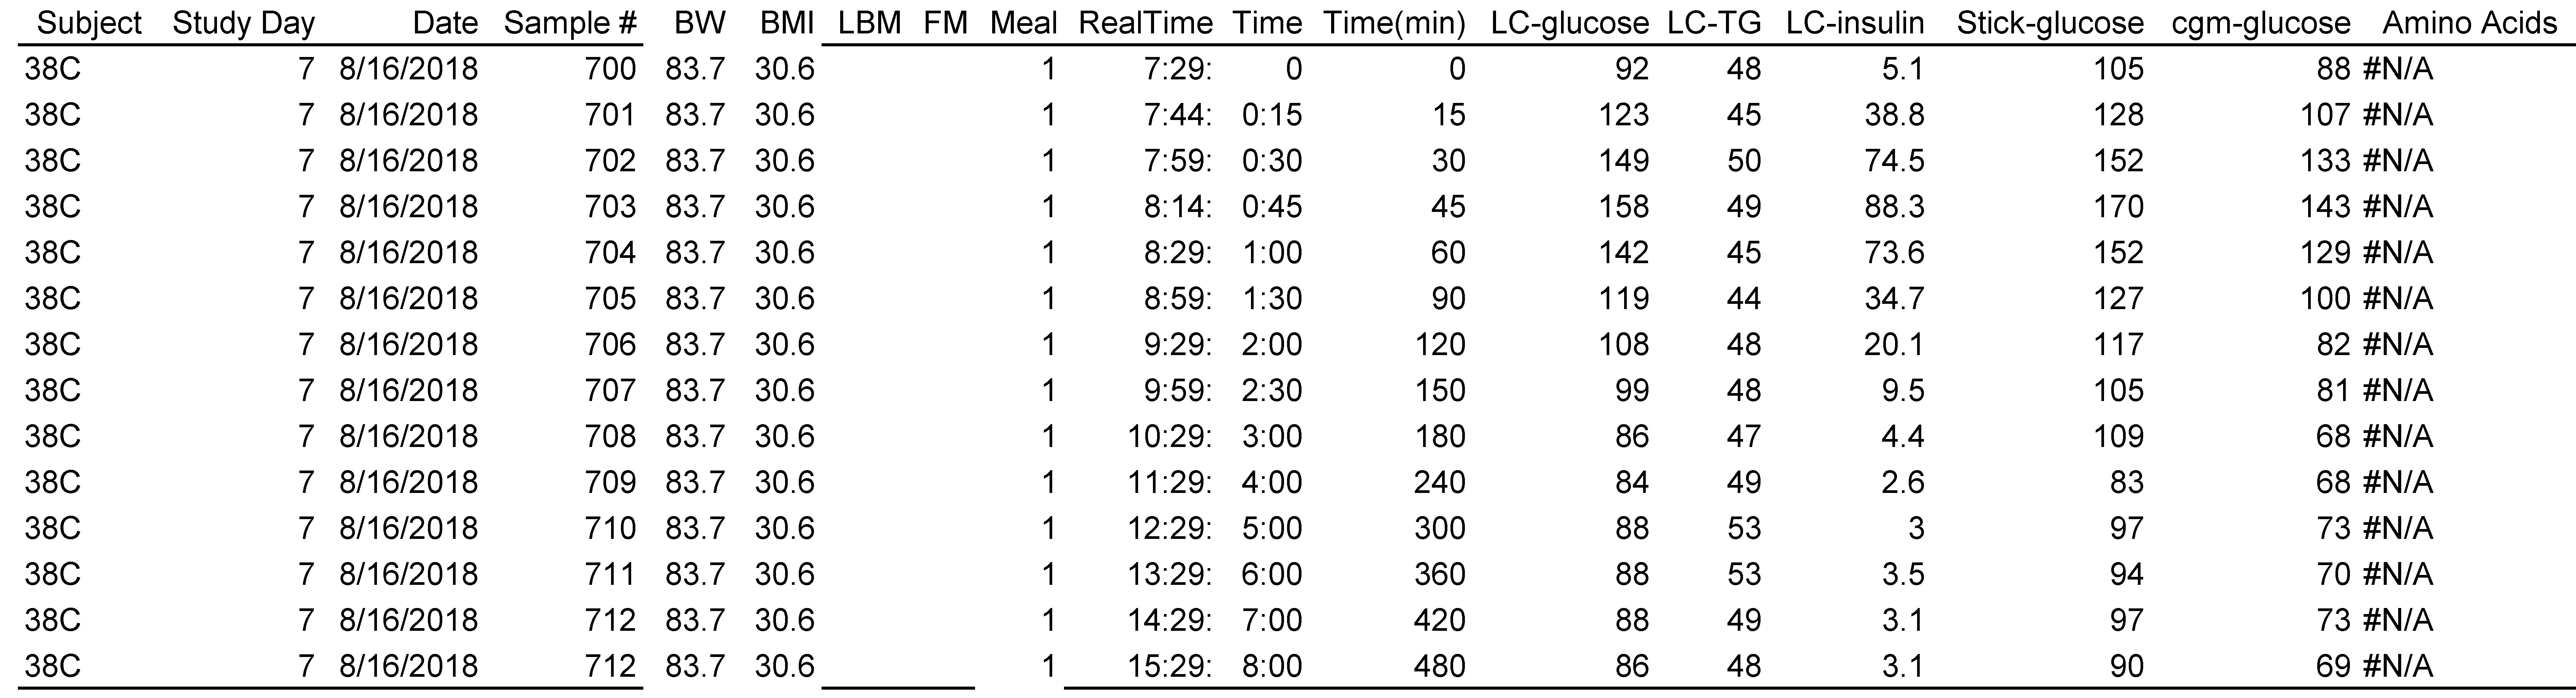 Subject Study Day Date Sample # BW BMI LBM FM Meal RealTime Time Time(min) LC-glucose LC-TG LC-insulin Stick-glucose cgm-glucose Amino Acids
38C 7 8/16/2018 700 83.7 30.6 1 7:29: 0 0 92 48 5.1 105 88 #N/A
38C 7 8/16/2018 701 83.7 30.6 1 7:44: 0:15 15 123 45 38.8 128 107 #N/A
38C 7 8/16/2018 702 83.7 30.6 1 7:59: 0:30 30 149 50 74.5 152 133 #N/A
38C 7 8/16/2018 703 83.7 30.6 1 8:14: 0:45 45 158 49 88.3 170 143 #N/A
38C 7 8/16/2018 704 83.7 30.6 1 8:29: 1:00 60 142 45 73.6 152 129 #N/A
38C 7 8/16/2018 705 83.7 30.6 1 8:59: 1:30 90 119 44 34.7 127 100 #N/A
38C 7 8/16/2018 706 83.7 30.6 1 9:29: 2:00 120 108 48 20.1 117 82 #N/A
38C 7 8/16/2018 707 83.7 30.6 1 9:59: 2:30 150 99 48 9.5 105 81 #N/A
38C 7 8/16/2018 708 83.7 30.6 1 10:29: 3:00 180 86 47 4.4 109 68 #N/A
38C 7 8/16/2018 709 83.7 30.6 1 11:29: 4:00 240 84 49 2.6 83 68 #N/A
38C 7 8/16/2018 710 83.7 30.6 1 12:29: 5:00 300 88 53 3 97 73 #N/A
38C 7 8/16/2018 711 83.7 30.6 1 13:29: 6:00 360 88 53 3.5 94 70 #N/A
38C 7 8/16/2018 712 83.7 30.6 1 14:29: 7:00 420 88 49 3.1 97 73 #N/A
38C 7 8/16/2018 712 83.7 30.6 1 15:29: 8:00 480 86 48 3.1 90 69 #N/A